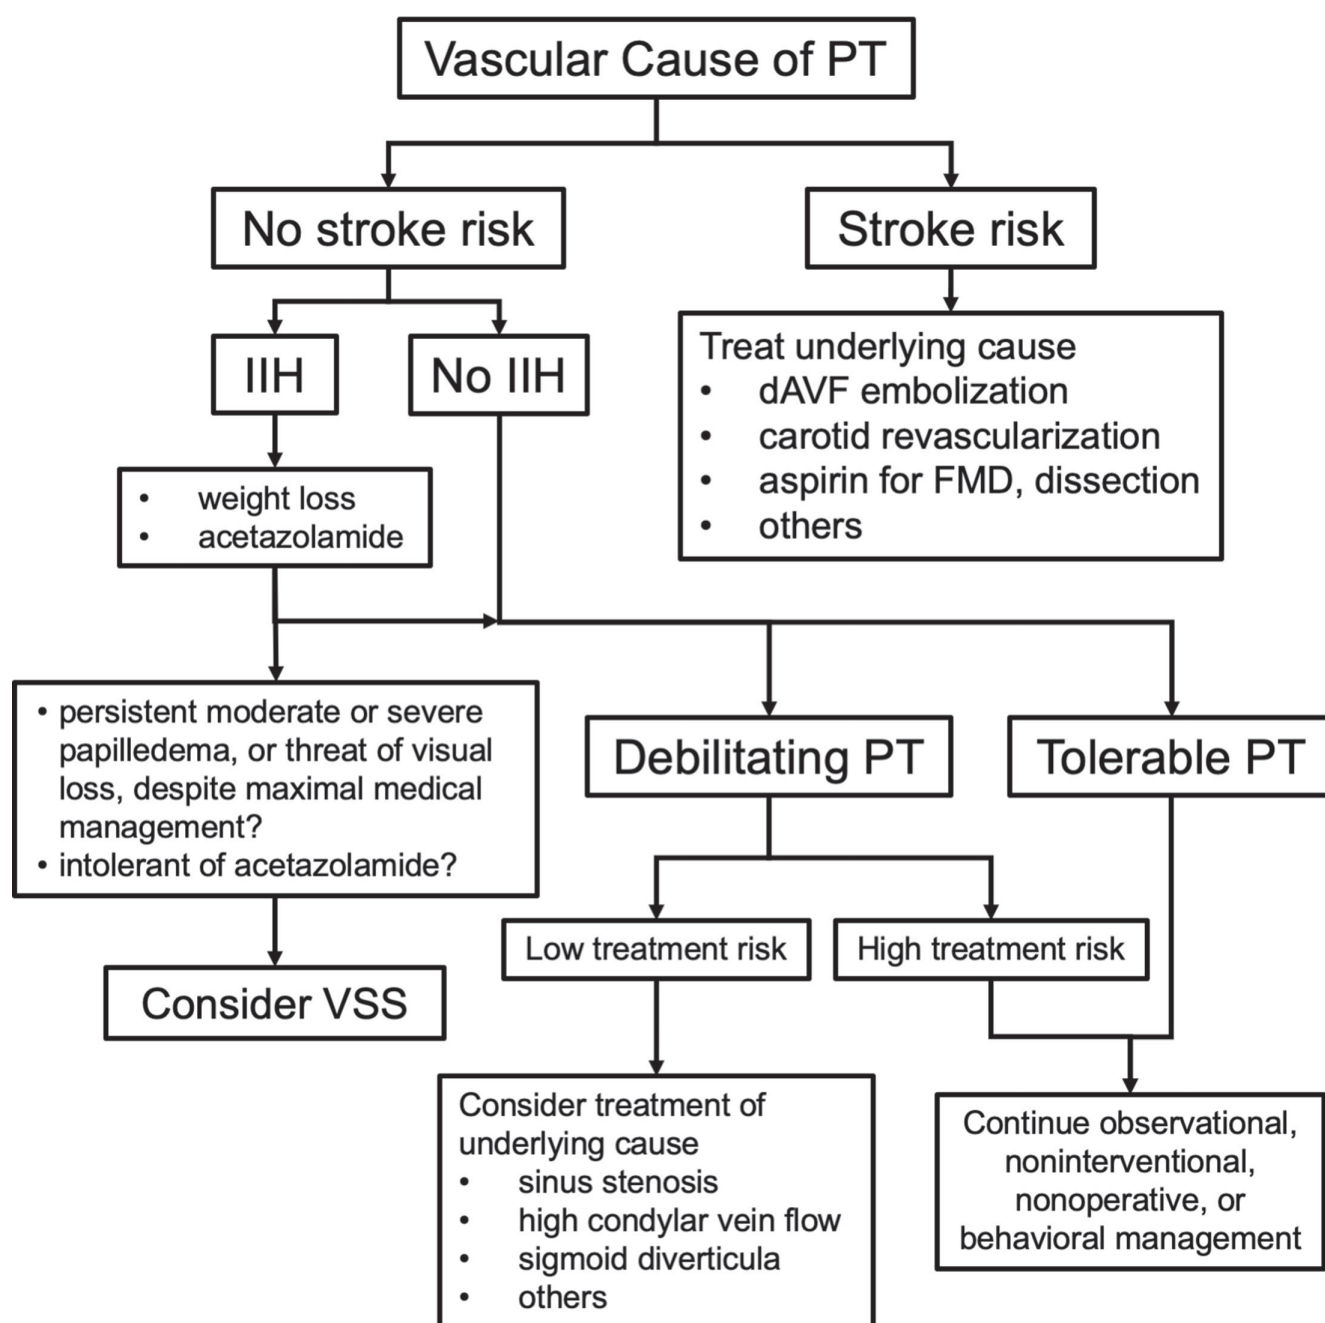 Vascular Cause of PT
No stroke risk
Stroke risk
IIH
No IIH
Treat underlying cause
• dAVF embolization
• carotid revascularization
• aspirin for FMD, dissection
• others
• weight loss
• acetazolamide
• persistent moderate or severe
papilledema, or threat of visual
loss, despite maximal medical
management?
• intolerant of acetazolamide?
Debilitating PT
Tolerable PT
Low treatment risk
High treatment risk
Consider VSS
Consider treatment of
underlying cause
• sinus stenosis
• high condylar vein flow
• sigmoid diverticula
• others
Continue observational,
noninterventional,
nonoperative, or
behavioral management